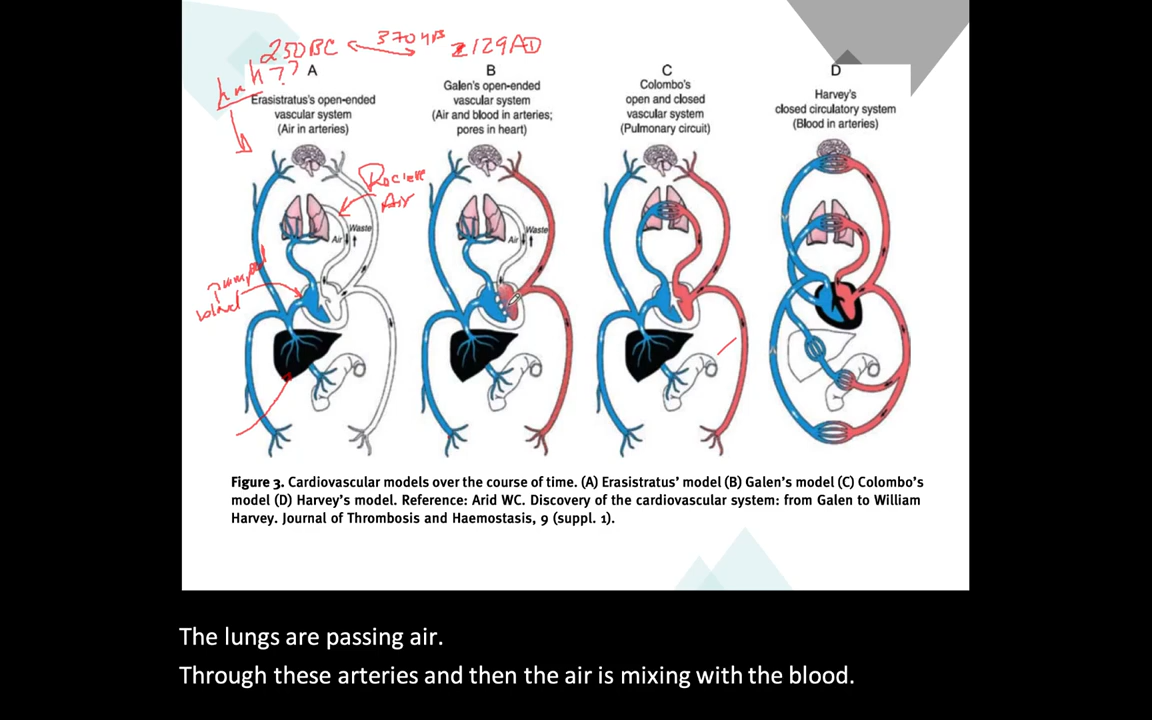 250BC 370 yrs 129AD
huh??
A
Erasistratus's open-ended
vascular system
(Air in arteries)
B
Galen's open-ended
vascular system
(Air and blood in arteries;
pores in heart)
C
Colombo's
open and closed
vascular system
(Pulmonary circuit)
D
Harvey's
closed circulatory system
(Blood in arteries)
Air
Waste
Air
Waste
Air
Figure 3. Cardiovascular models over the course of time. (A) Erasistratus’ model (B) Galen’s model (C) Colombo’s
model (D) Harvey’s model. Reference: Arid WC. Discovery of the cardiovascular system: from Galen to William
Harvey. Journal of Thrombosis and Haemostasis, 9 (suppl. 1).
The lungs are passing air.
Through these arteries and then the air is mixing with the blood.